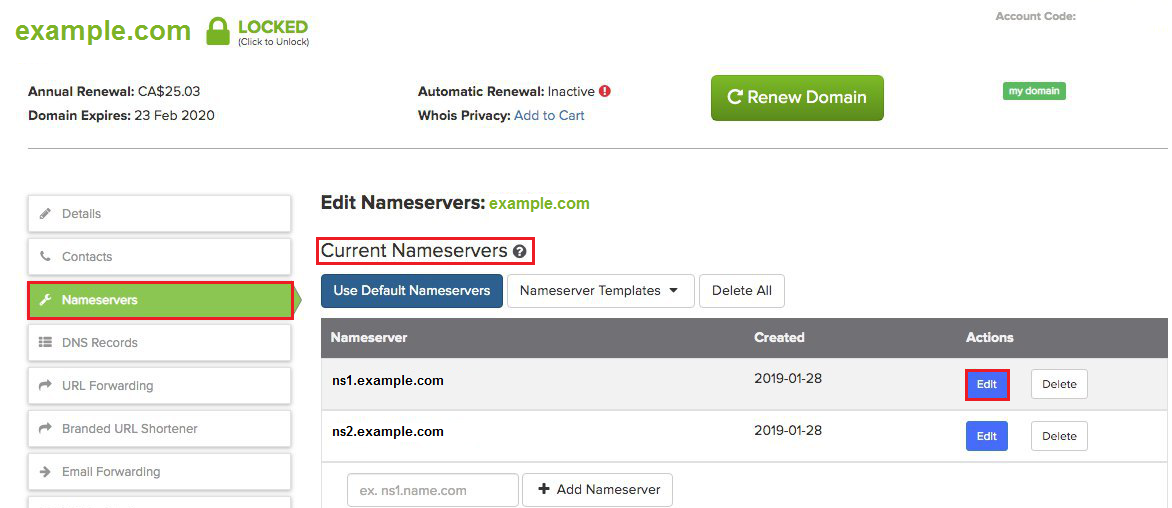 example.com
LOCKED
(Click to Unlock)
Account Code:
Annual Renewal: CA$25.03
Automatic Renewal: Inactive
Renew Domain
my domain
Domain Expires: 23 Feb 2020
Whois Privacy: Add to Cart
Details
Contacts
Nameservers
DNS Records
URL Forwarding
Branded URL Shortener
Email Forwarding
Edit Nameservers: example.com
Current Nameservers ?
Use Default Nameservers
Nameserver Templates
Delete All
Nameserver Created Actions
ns1.example.com 2019-01-28 Edit Delete
ns2.example.com 2019-01-28 Edit Delete
ex. ns1.name.com
+ Add Nameserver